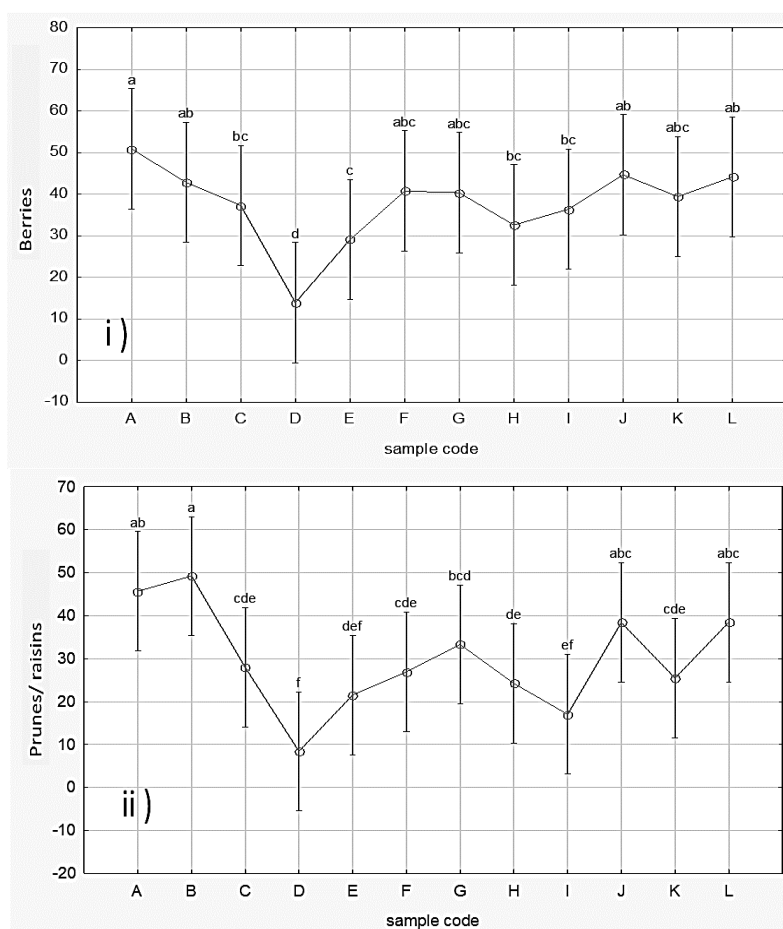 80
70
60
50
40
30
20
10
0
-10
Berries
a
ab
bc
d
c
abc
abc
bc
bc
ab
abc
ab
i)
A B C D E F G H I J K L
sample code
70
60
50
40
30
20
10
0
-10
-20
Prunes/ raisins
ab
a
cde
f
def
cde
bcd
de
ef
abc
cde
abc
ii)
A B C D E F G H I J K L
sample code